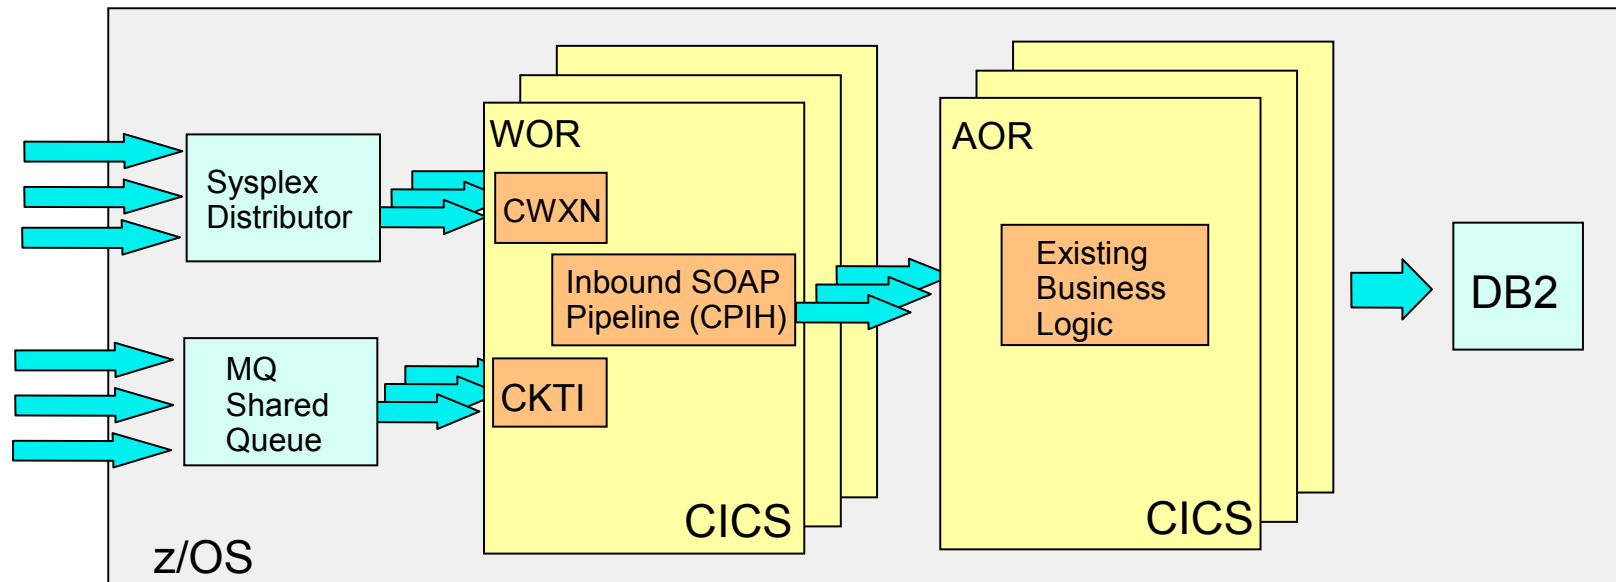 Sysplex
Distributor
MQ
Shared
Queue
WOR
CWXN
Inbound SOAP
Pipeline (CPIH)
CKTI
CICS
AOR
Existing
Business
Logic
CICS
DB2
z/OS